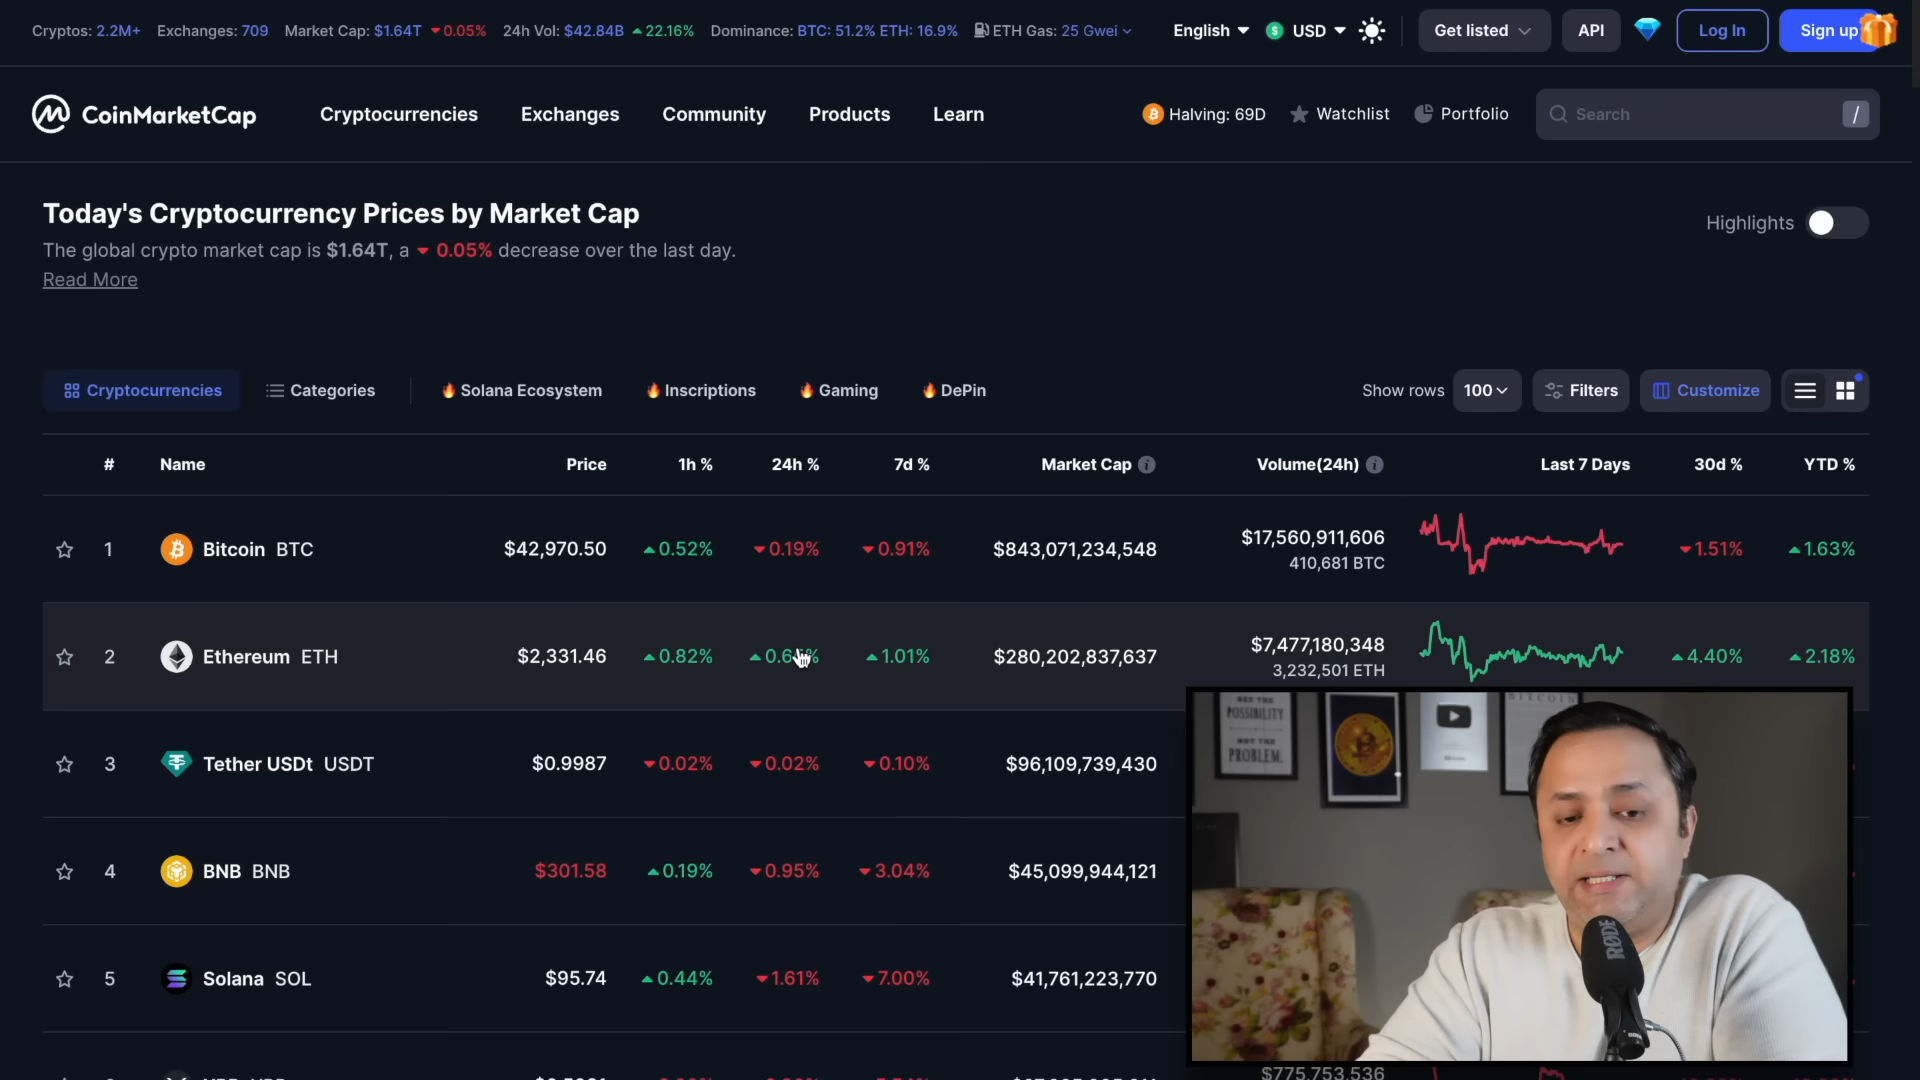 Cryptos: 2.2M+ Exchanges: 709 Market Cap: $1.64T 0.05% 24h Vol: $42.84B 22.16% Dominance: BTC: 51.2% ETH: 16.9% ETH Gas: 25 Gwei English USD Get listed API Log In Sign up
CoinMarketCap Cryptocurrencies Exchanges Community Products Learn Halving: 69D Watchlist Portfolio Search /
Today's Cryptocurrency Prices by Market Cap
Highlights
The global crypto market cap is $1.64T, a 0.05% decrease over the last day.
Read More
Cryptocurrencies Categories Solana Ecosystem Inscriptions Gaming DePin Show rows 100 Filters Customize
# Name Price 1h % 24h % 7d % Market Cap Volume(24h) Last 7 Days 30d % YTD %
1 Bitcoin BTC $42,970.50 0.52% 0.19% 0.91% $843,071,234,548 $17,560,911,606 1.51% 1.63%
410,681 BTC
2 Ethereum ETH $2,331.46 0.82% 1.01% $280,202,837,637 $7,477,180,348 4.40% 2.18%
3,232,501 ETH
3 Tether USDt USDT $0.9987 0.02% 0.02% 0.10% $96,109,739,430
4 BNB BNB $301.58 0.19% 0.95% 3.04% $45,099,944,121
5 Solana SOL $95.74 0.44% 1.61% 7.00% $41,761,223,770
$775,753,536
SEE THE
POSSIBILITY
NOT THE
PROBLEM.
BITCOIN
RØDE